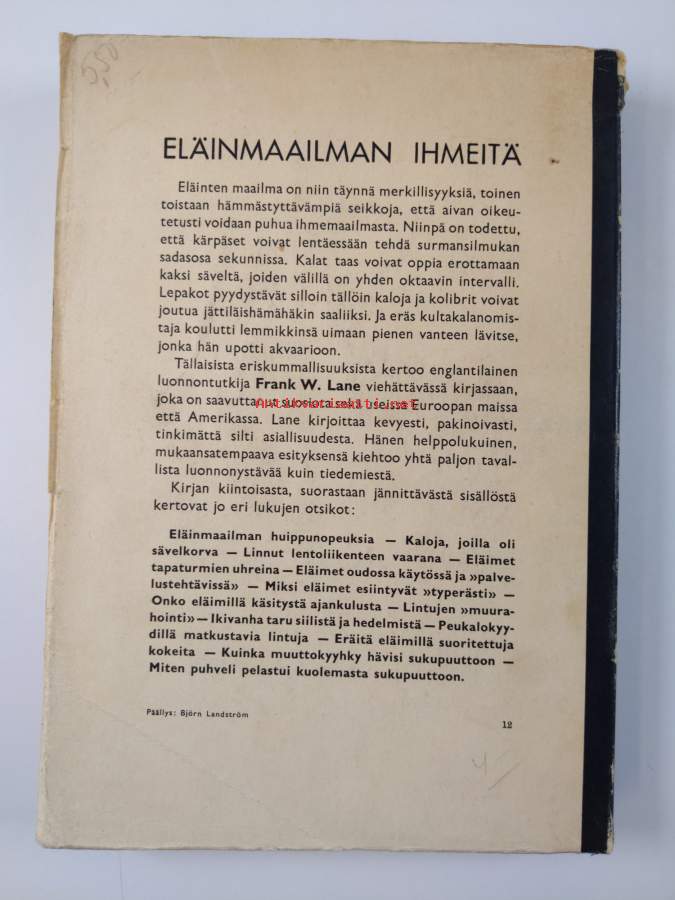 5,50
ELÄINMAAILMAN IHMEITÄ
Eläinten maailma on niin täynnä merkillisyyksiä, toinen
toistaan hämmästyttävämpiä seikkoja, että aivan oikeu-
tetusti voidaan puhua ihmemaailmasta. Niinpä on todettu,
että kärpäset voivat lentäessään tehdä surmansilmukan
sadasosa sekunnissa. Kalat taas voivat oppia erottamaan
kaksi säveltä, joiden välillä on yhden oktaavin intervalli.
Lepakot pyydystävät silloin tällöin kaloja ja kolibrit voivat
joutua jättiläishämähäkin saaliiksi. Ja eräs kultakalanomis-
taja koulutti lemmikkinsä uimaan pienen vanteen lävitse,
jonka hän upotti akvaarioon.
Tällaisista eriskummallisuuksista kertoo englantilainen
luonnontutkija Frank W. Lane viehättävässä kirjassaan,
joka on saavuttanut suosiota sekä useissa Euroopan maissa
että Amerikassa. Lane kirjoittaa kevyesti, pakinoivasti,
tinkimättä silti asiallisuudesta. Hänen helppolukuinen,
mukaansatempaava esityksensä kiehtoo yhtä paljon taval-
lista luonnonystävää kuin tiedemiestä.
Kirjan kiintoisasta, suorastaan jännittävästä sisällöstä
kertovat jo eri lukujen otsikot:
Eläinmaailman huippunopeuksia — Kaloja, joilla oli
sävelkorva — Linnut lentoliikenteen vaarana — Eläimet
tapaturmien uhreina — Eläimet oudossa käytössä ja »palve-
lustehtävissä» — Miksi eläimet esiintyvät »typerästi» —
Onko eläimillä käsitystä ajankulusta — Lintujen »muura-
hointi» — Ikivanha taru siilistä ja hedelmistä — Peukalokyy-
dillä matkustavia lintuja — Eräitä eläimillä suoritettuja
kokeita — Kuinka muuttokyyhky hävisi sukupuuttoon —
Miten puhveli pelastui kuolemasta sukupuuttoon.
Päällys: Björn Landström
12